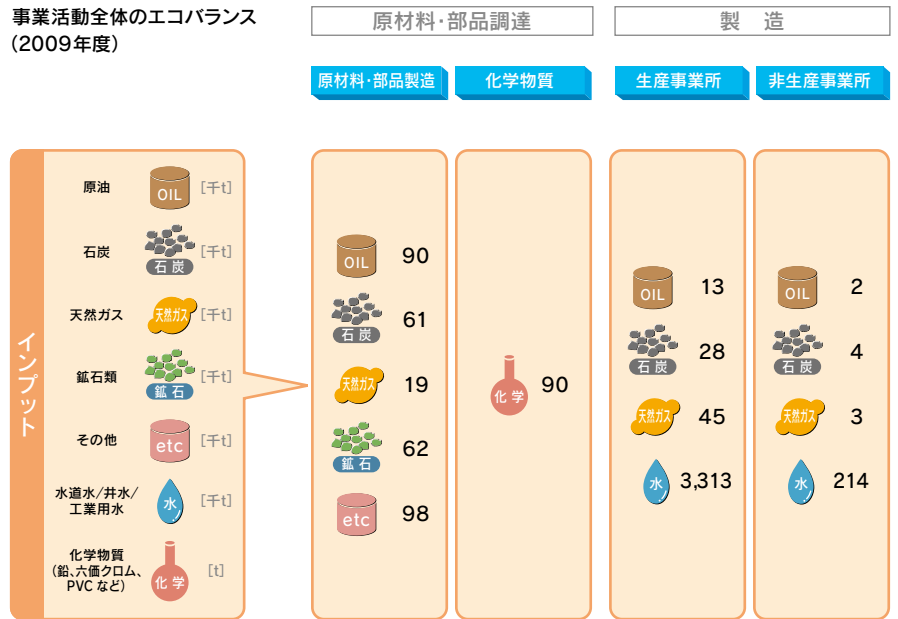 事業活動全体のエコバランス
(2009年度)
原材料・部品調達
製 造
原材料・部品製造
化学物質
生産事業所
非生産事業所
インプット
原油
OIL
[千t]
石炭
石 炭
[千t]
天然ガス
天然ガス
[千t]
鉱石類
鉱 石
[千t]
その他
etc
[千t]
水道水/井水/
工業用水
水
[千t]
化学物質
(鉛、六価クロム、
PVC など)
化 学
[t]
OIL 90
石 炭 61
天然ガス 19
鉱 石 62
etc 98
化 学 90
OIL 13
石 炭 28
天然ガス 45
水 3,313
OIL 2
石 炭 4
天然ガス 3
水 214